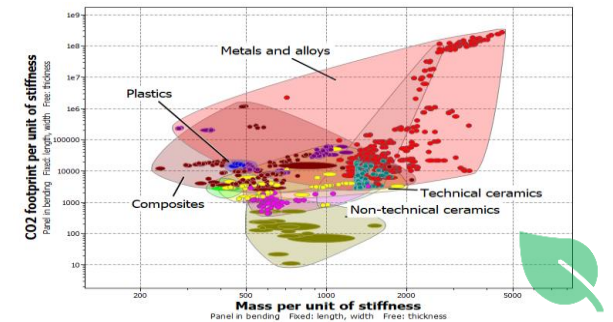 CO2 footprint per unit of stiffness
Panel in bending   Fixed: length, width   Free: thickness
1e9
1e8
1e7
1e6
100000
10000
1000
100
10
Metals and alloys
Plastics
Composites
Technical ceramics
Non-technical ceramics
200
500
1000
2000
5000
Mass per unit of stiffness
Panel in bending   Fixed: length, width   Free: thickness